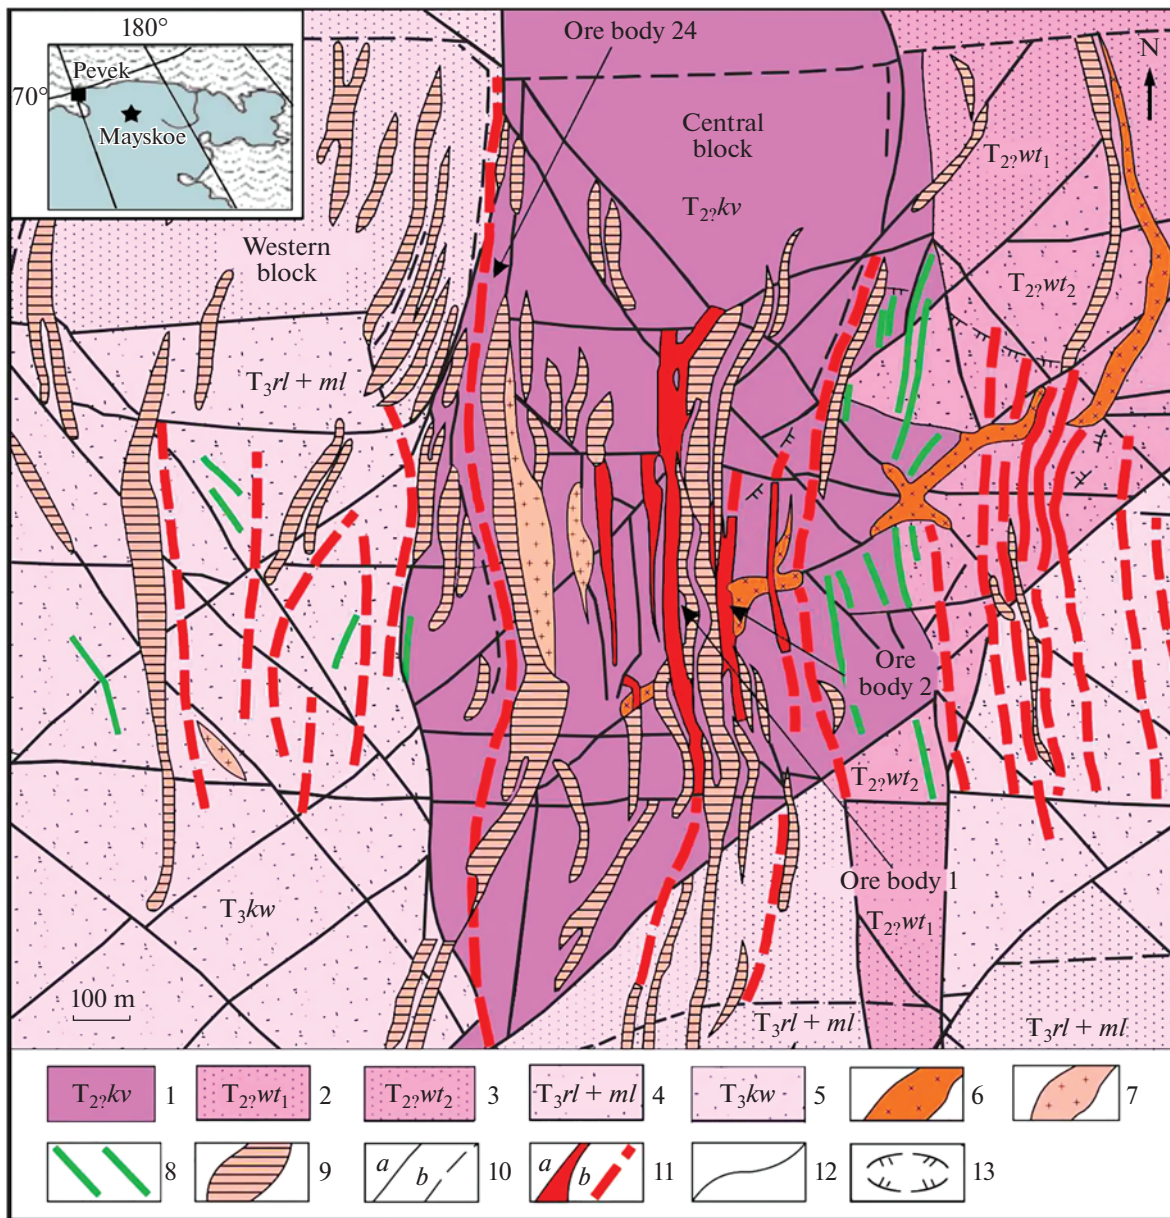 180°
Pevek
70°
Mayskoe
Ore body 24
N
Central
block
T2?kv
T2?wt1
Western
block
T2?wt2
T3rl + ml
Ore
body 2
T2?wt2
Ore body 1
T3kw
T2?wt1
100 m
T3rl + ml
T3rl + ml
T2?kv 1
T2?wt1 2
T2?wt2 3
T3rl + ml 4
T3kw 5
6
7
8
9
a b 10
a b 11
12
13